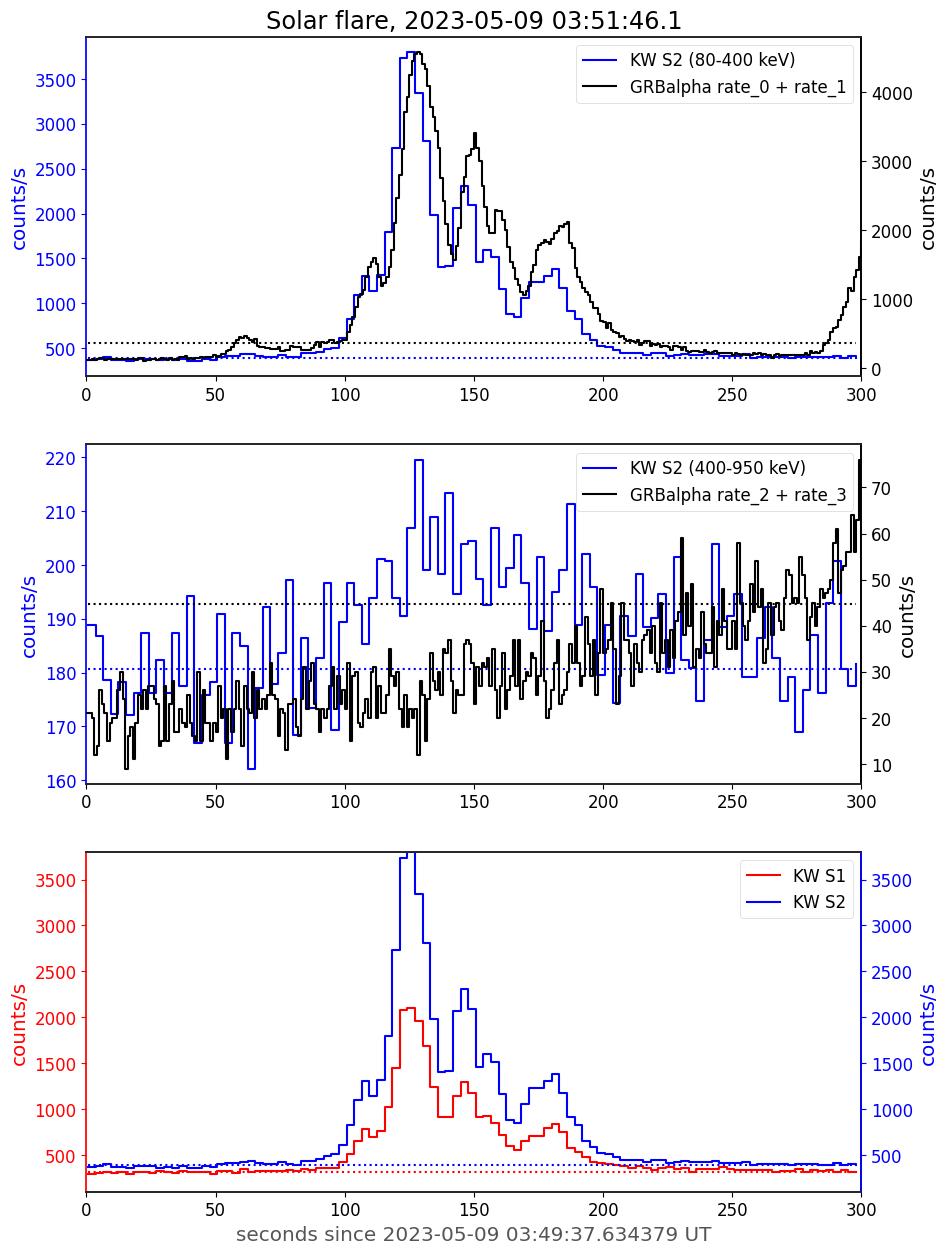 Solar flare, 2023-05-09 03:51:46.1
KW S2 (80-400 keV)
GRBalpha rate_0 + rate_1
counts/s
3500
3000
2500
2000
1500
1000
500
4000
3000
2000
1000
0
counts/s
0 50 100 150 200 250 300
KW S2 (400-950 keV)
GRBalpha rate_2 + rate_3
counts/s
220
210
200
190
180
170
160
70
60
50
40
30
20
10
counts/s
0 50 100 150 200 250 300
KW S1
KW S2
counts/s
3500
3000
2500
2000
1500
1000
500
3500
3000
2500
2000
1500
1000
500
counts/s
0 50 100 150 200 250 300
seconds since 2023-05-09 03:49:37.634379 UT